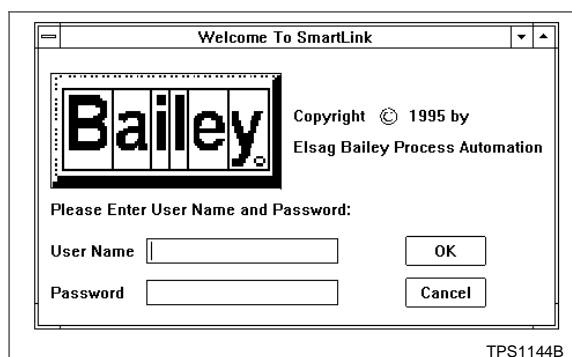 Welcome To SmartLink
Bailey
Copyright © 1995 by
Elsag Bailey Process Automation
Please Enter User Name and Password:
User Name
OK
Password
Cancel
TPS1144B